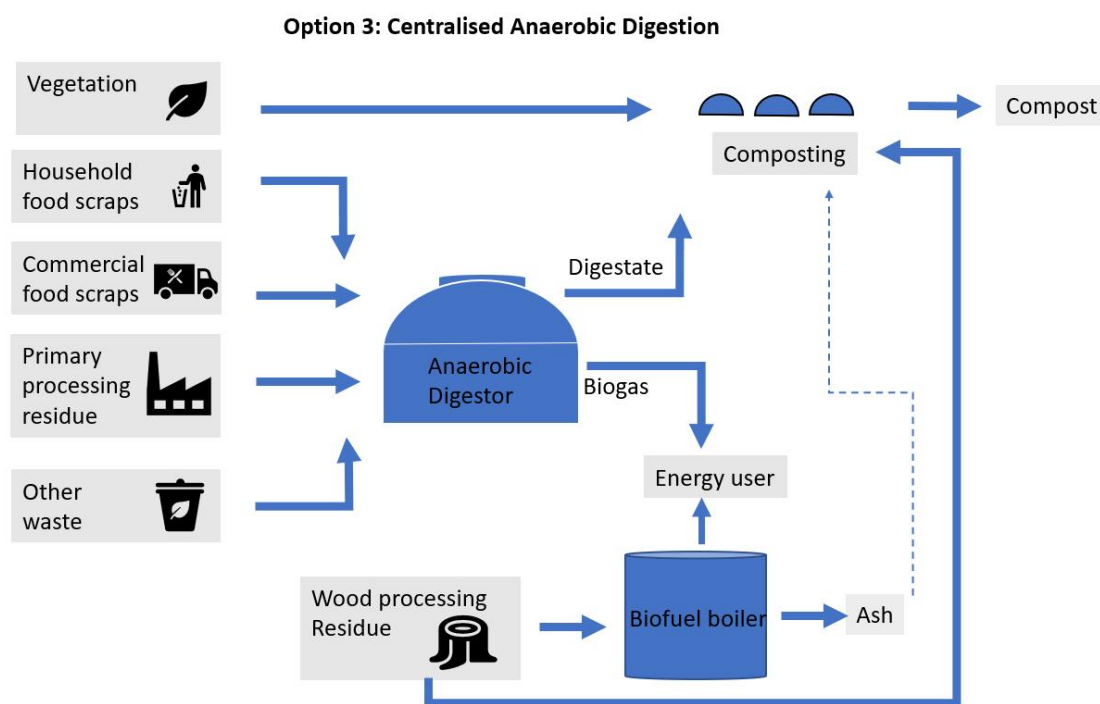 Option 3: Centralised Anaerobic Digestion
Vegetation
Compost
Composting
Household
food scraps
Commercial
food scraps
Digestate
Primary
processing
residue
Anaerobic
Digestor
Biogas
Energy user
Other
waste
Wood processing
Residue
Biofuel boiler
Ash